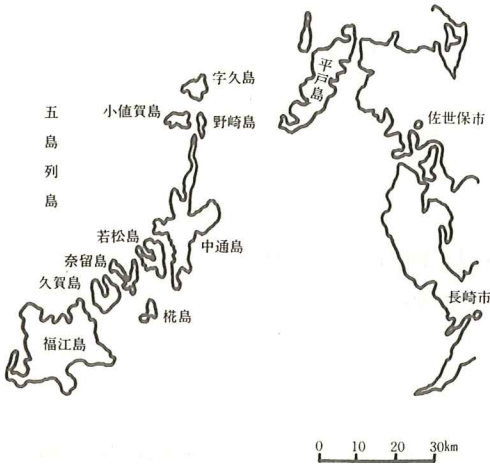 五島列島
字久島
小値賀島
野崎島
中通島
若松島
奈留島
久賀島
福江島
椛島
平戸島
佐世保市
長崎市
0 10 20 30km